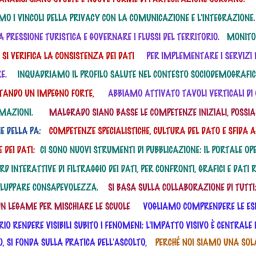 MO I VINCOLI DELLA PRIVACY CON LA COMUNICAZIONE E L'INTEGRAZIONE.
A PRESSIONE TURISTICA E GOVERNARE I FLUSSI DEL TERRITORIO. MONITO
SI VERIFICA LA CONSISTENZA DEI DATI PER IMPLEMENTARE I SERVIZI
E. INQUADRIAMO IL PROFILO SALUTE NEL CONTESTO SOCIODEMOGRAFIC
TANDO UN IMPEGNO FORTE, ABBIAMO ATTIVATO TAVOLI VERTICALI DI
MAZIONI. MALGRADO SIANO BASSE LE COMPETENZE INIZIALI, POSSIA
E DELLA PA: COMPETENZE SPECIALISTICHE, CULTURA DEL DATO E SFIDA A
E DEI DATI: CI SONO NUOVI STRUMENTI DI PUBBLICAZIONE: IL PORTALE OPE
RD INTERATTIVE DI FILTRAGGIO DEI DATI, PER CONFRONTI, GRAFICI E DATI R
LUPPARE CONSAPEVOLEZZA. SI BASA SULLA COLLABORAZIONE DI TUTTI:
N LEGAME PER MISCHIARE LE SCUOLE VOGLIAMO COMPRENDERE LE ESI
RIO RENDERE VISIBILI SUBITO I FENOMENI: L'IMPATTO VISIVO È CENTRALE
O, SI FONDA SULLA PRATICA DELL'ASCOLTO, PERCHÉ NOI SIAMO UNA SOL